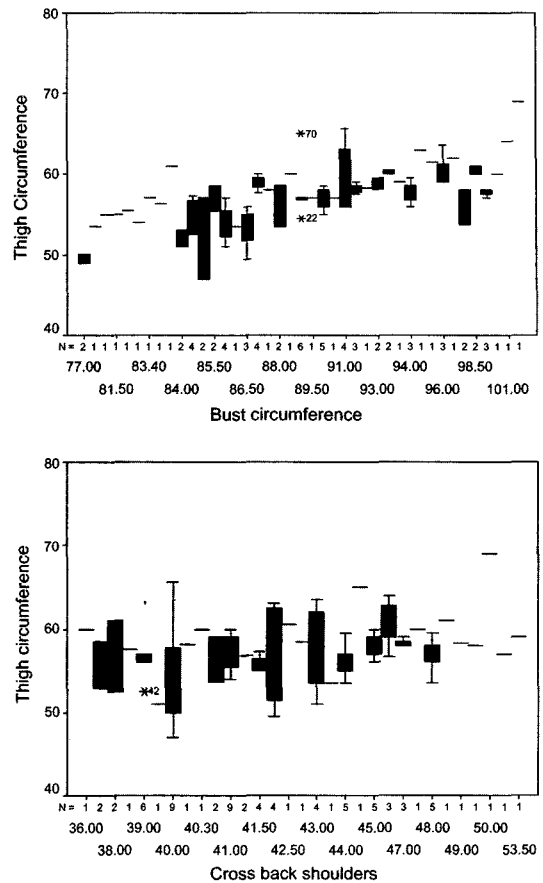 80
70
60
50
40
Thigh Circumference
*70
*22
N = 2 1 1 1 1 1 1 1 1 2 4 2 2 4 1 3 4 1 2 1 6 1 5 1 4 3 1 2 2 1 4 1 1 3 1 2 2 3 1 1 1
77.00 83.40 85.50 88.00 91.00 94.00 98.50
81.50 84.00 86.50 89.50 93.00 96.00 101.00
Bust circumference
80
70
60
50
40
Thigh circumference
*42
N = 1 2 2 1 6 1 9 1 1 2 9 2 4 4 1 1 4 1 5 1 5 3 3 1 5 1 1 1 1 1 1
36.00 39.00 40.30 41.50 43.00 45.00 48.00 50.00
38.00 40.00 41.00 42.50 44.00 47.00 49.00 53.50
Cross back shoulders